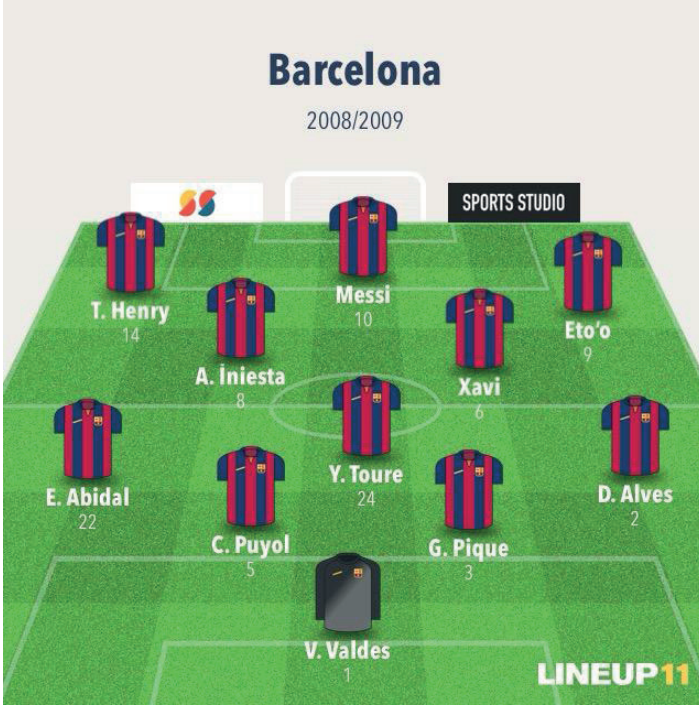 Barcelona
2008/2009
SPORTS STUDIO
T. Henry
14
Messi
10
Eto'o
9
A. İniesta
8
Xavi
6
E. Abidal
22
Y. Toure
24
D. Alves
2
C. Puyol
5
G. Pique
3
V. Valdes
1
LINEUP11